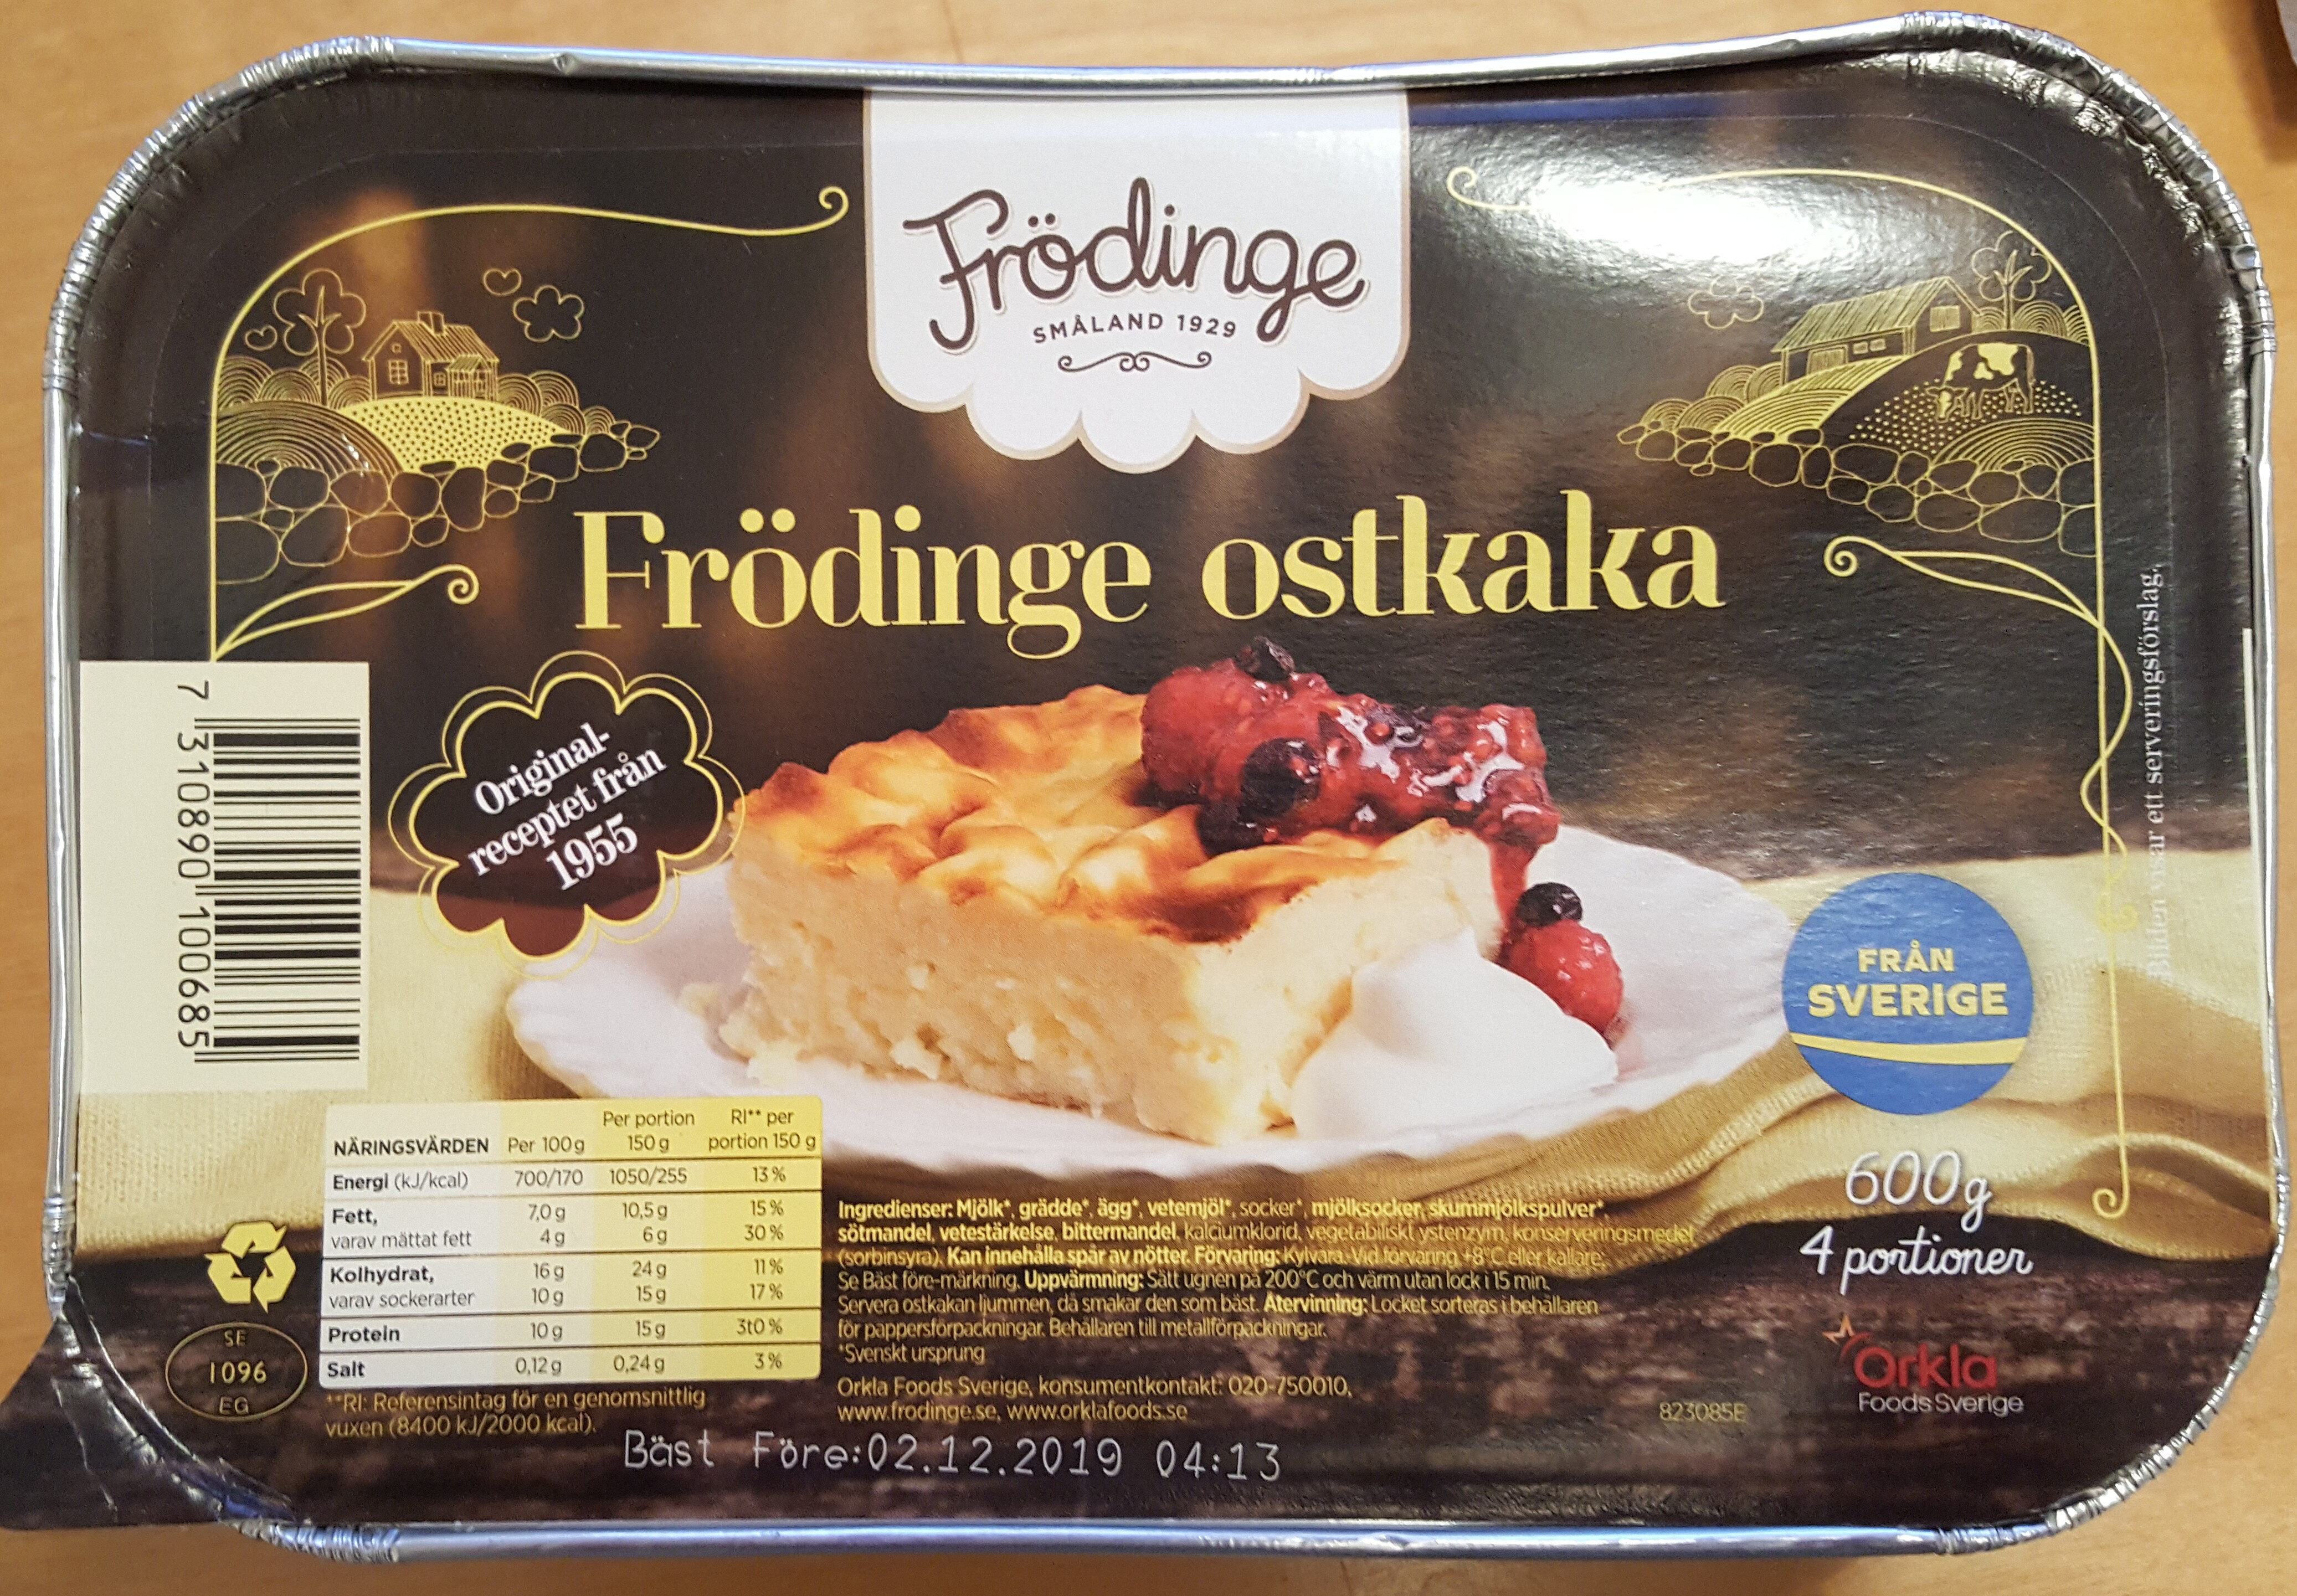 Frödinge
SMÅLAND 1929
Frödinge ostkaka
Original-
receptet från
1955
7 310890 100685
FRÅN
SVERIGE
Bilden visar ett serveringsförslag.
600g
4 portioner
Orkla
Foods Sverige
NÄRINGSVÄRDEN Per 100g Per portion 150 g RI** per portion 150 g
Energi (kJ/kcal) 700/170 1050/255 13 %
Fett, 7,0 g 10,5 g 15 %
varav mättat fett 4 g 6 g 30 %
Kolhydrat, 16 g 24 g 11 %
varav sockerarter 10 g 15 g 17 %
Protein 10 g 15 g 3t0 %
Salt 0,12 g 0,24 g 3 %
**RI: Referensintag för en genomsnittlig
vuxen (8400 kJ/2000 kcal).
SE
1096
EG
Ingredienser: Mjölk*, grädde*, ägg*, vetemjöl*, socker*, mjölksocker, skummjölkspulver*,
sötmandel, vetestärkelse, bittermandel, kalciumklorid, vegetabiliskt ystenzym, konserveringsmedel
(sorbinsyra). Kan innehålla spår av nötter. Förvaring: Kylvara. Vid förvaring +8°C eller kallare:
Se Bäst före-märkning. Uppvärmning: Sätt ugnen på 200°C och värm utan lock i 15 min.
Servera ostkakan ljummen, då smakar den som bäst. Återvinning: Locket sorteras i behållaren
för pappersförpackningar. Behållaren till metallförpackningar.
*Svenskt ursprung
Orkla Foods Sverige, konsumentkontakt: 020-750010,
www.frodinge.se, www.orklafoods.se
823085E
Bäst Före:02.12.2019 04:13